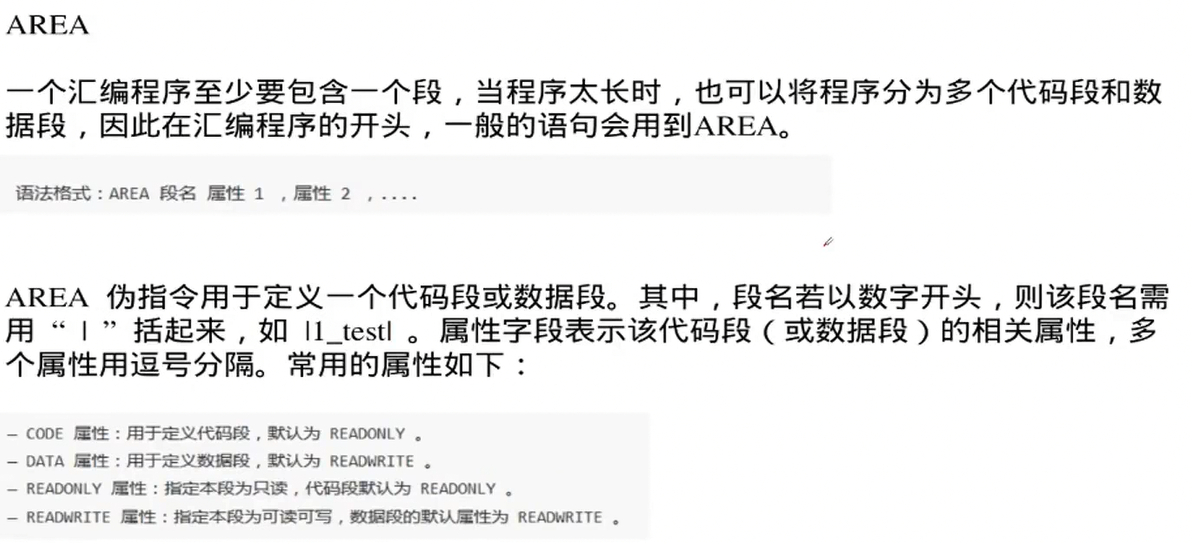 AREA
一个汇编程序至少要包含一个段，当程序太长时，也可以将程序分为多个代码段和数
据段，因此在汇编程序的开头，一般的语句会用到AREA。
语法格式：AREA 段名 属性 1 ，属性 2 ，....
AREA 伪指令用于定义一个代码段或数据段。其中，段名若以数字开头，则该段名需
用 “ | ” 括起来，如 |1_test| 。属性字段表示该代码段（或数据段）的相关属性，多
个属性用逗号分隔。常用的属性如下：
– CODE 属性：用于定义代码段，默认为 READONLY 。
– DATA 属性：用于定义数据段，默认为 READWRITE 。
– READONLY 属性：指定本段为只读，代码段默认为 READONLY 。
– READWRITE 属性：指定本段为可读可写，数据段的默认属性为 READWRITE 。